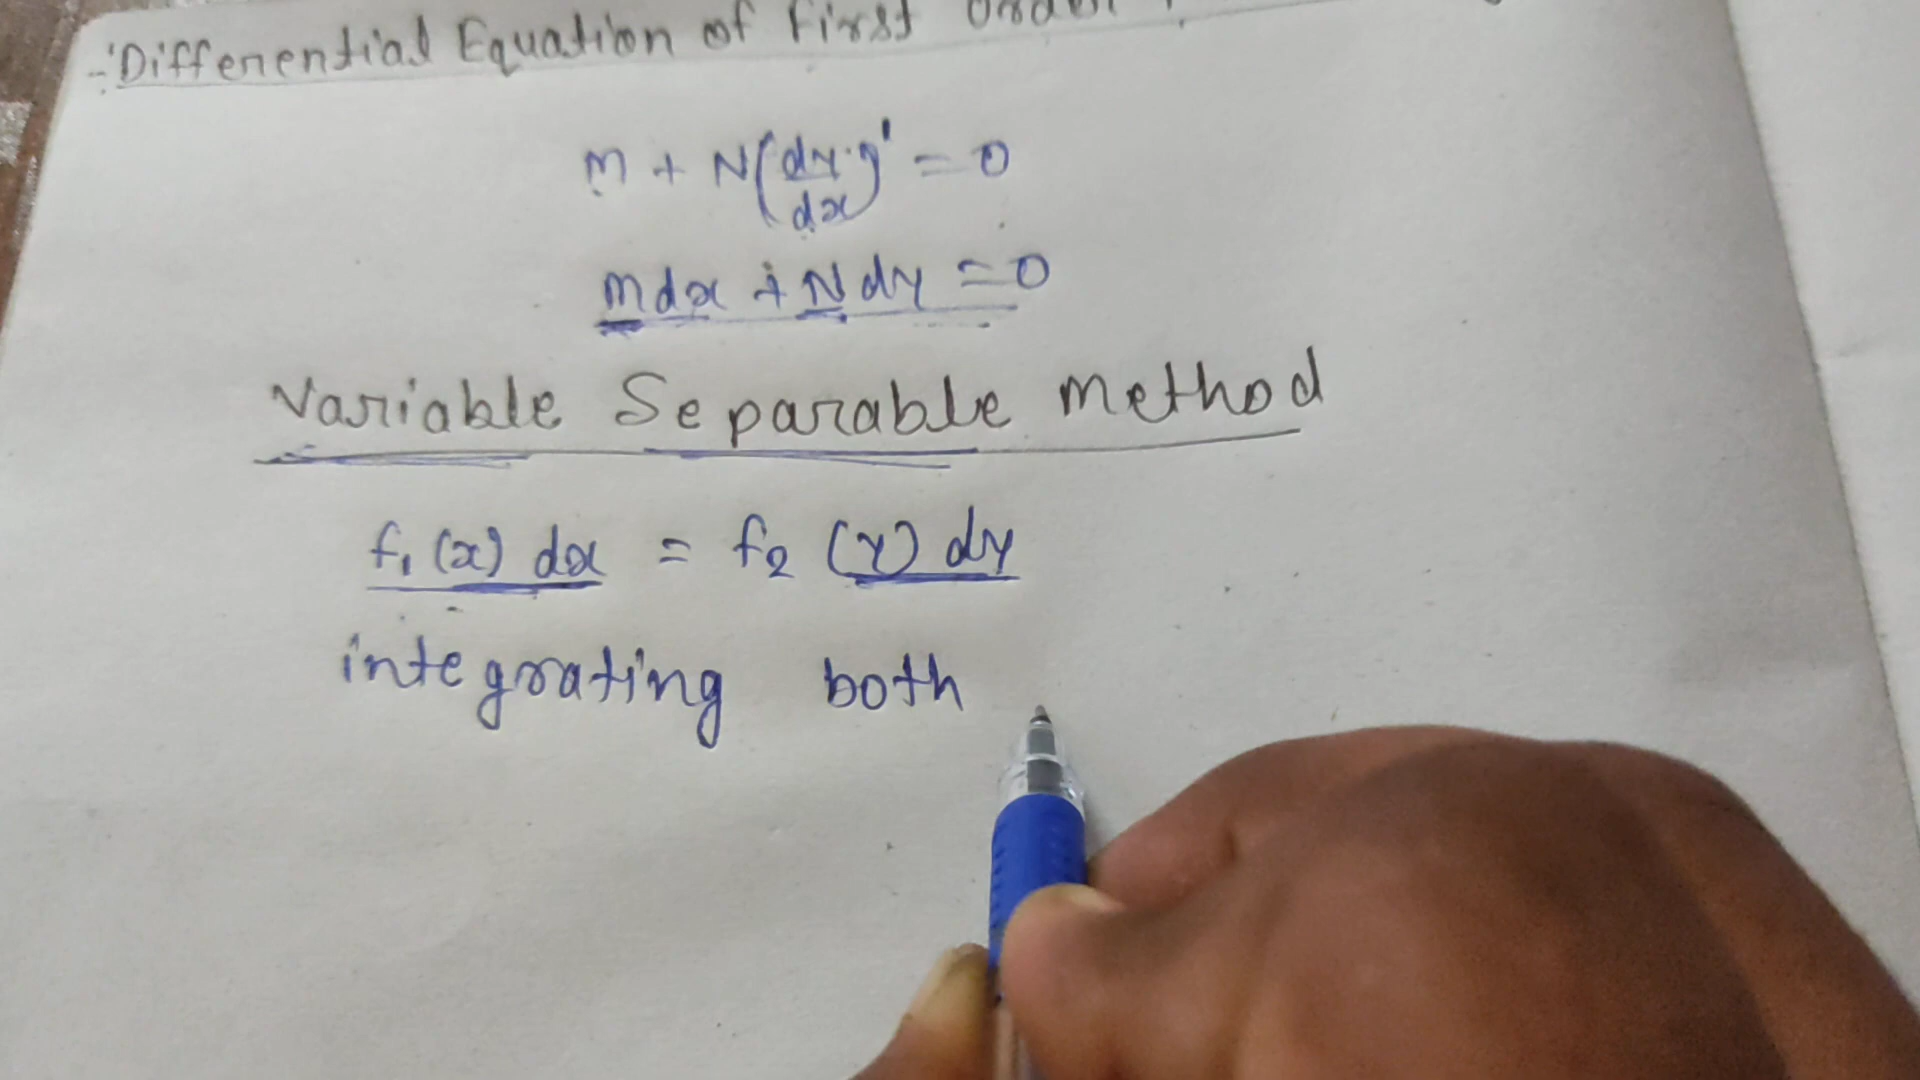 Differential Equation of First Order
M + N(dy/dx)' = 0
Mdx + Ndy = 0
Variable Separable Method
f₁(x) dx = f₂ (y) dy
integrating both